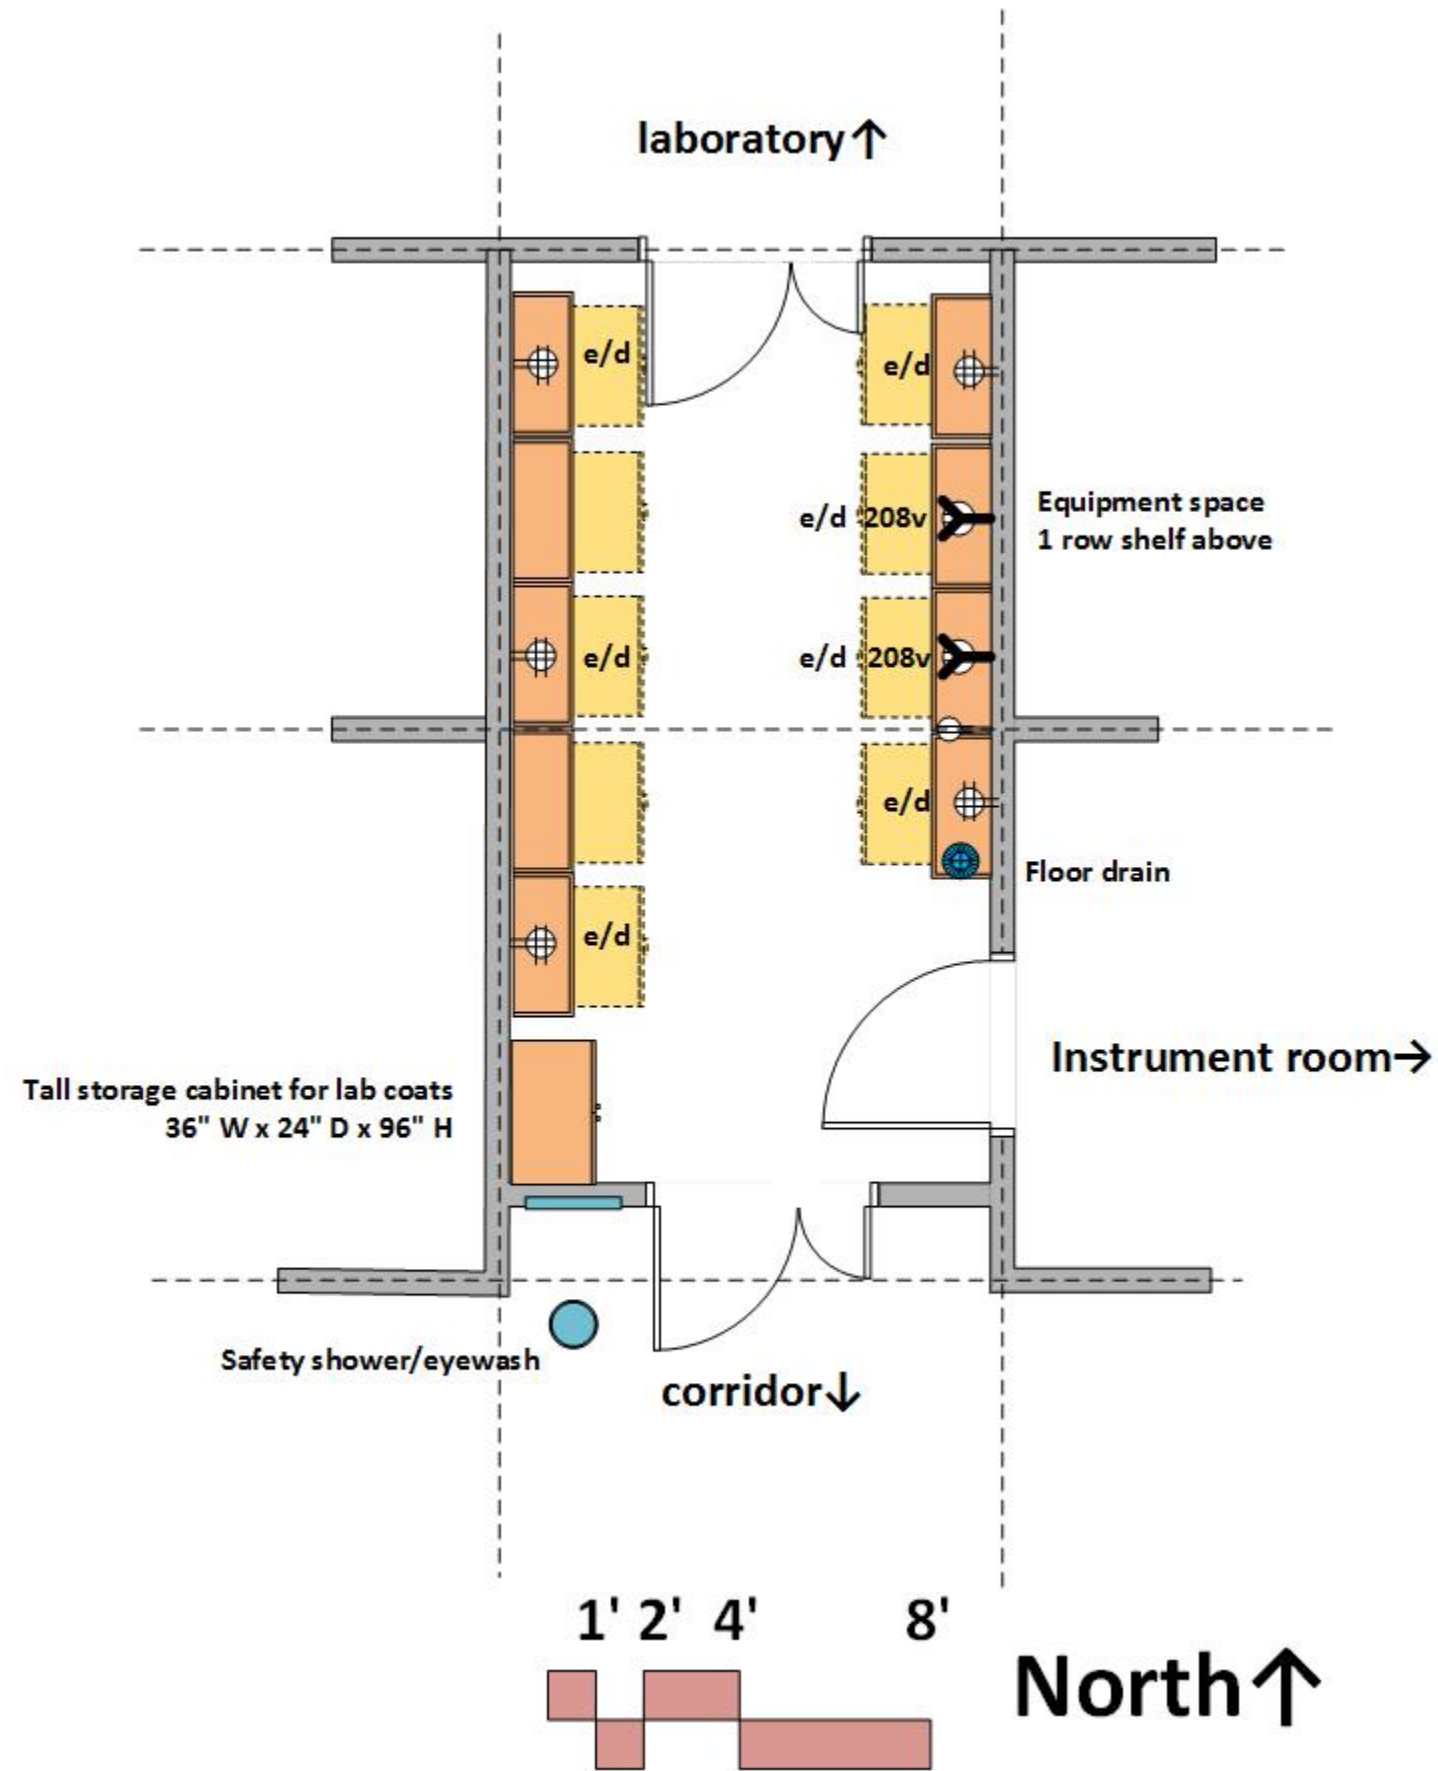 laboratory↑
e/d
e/d
e/d 208v
Equipment space
1 row shelf above
e/d
e/d 208v
e/d
Floor drain
e/d
Instrument room→
Tall storage cabinet for lab coats
36" W x 24" D x 96" H
Safety shower/eyewash
corridor↓
1' 2' 4' 8'
North↑